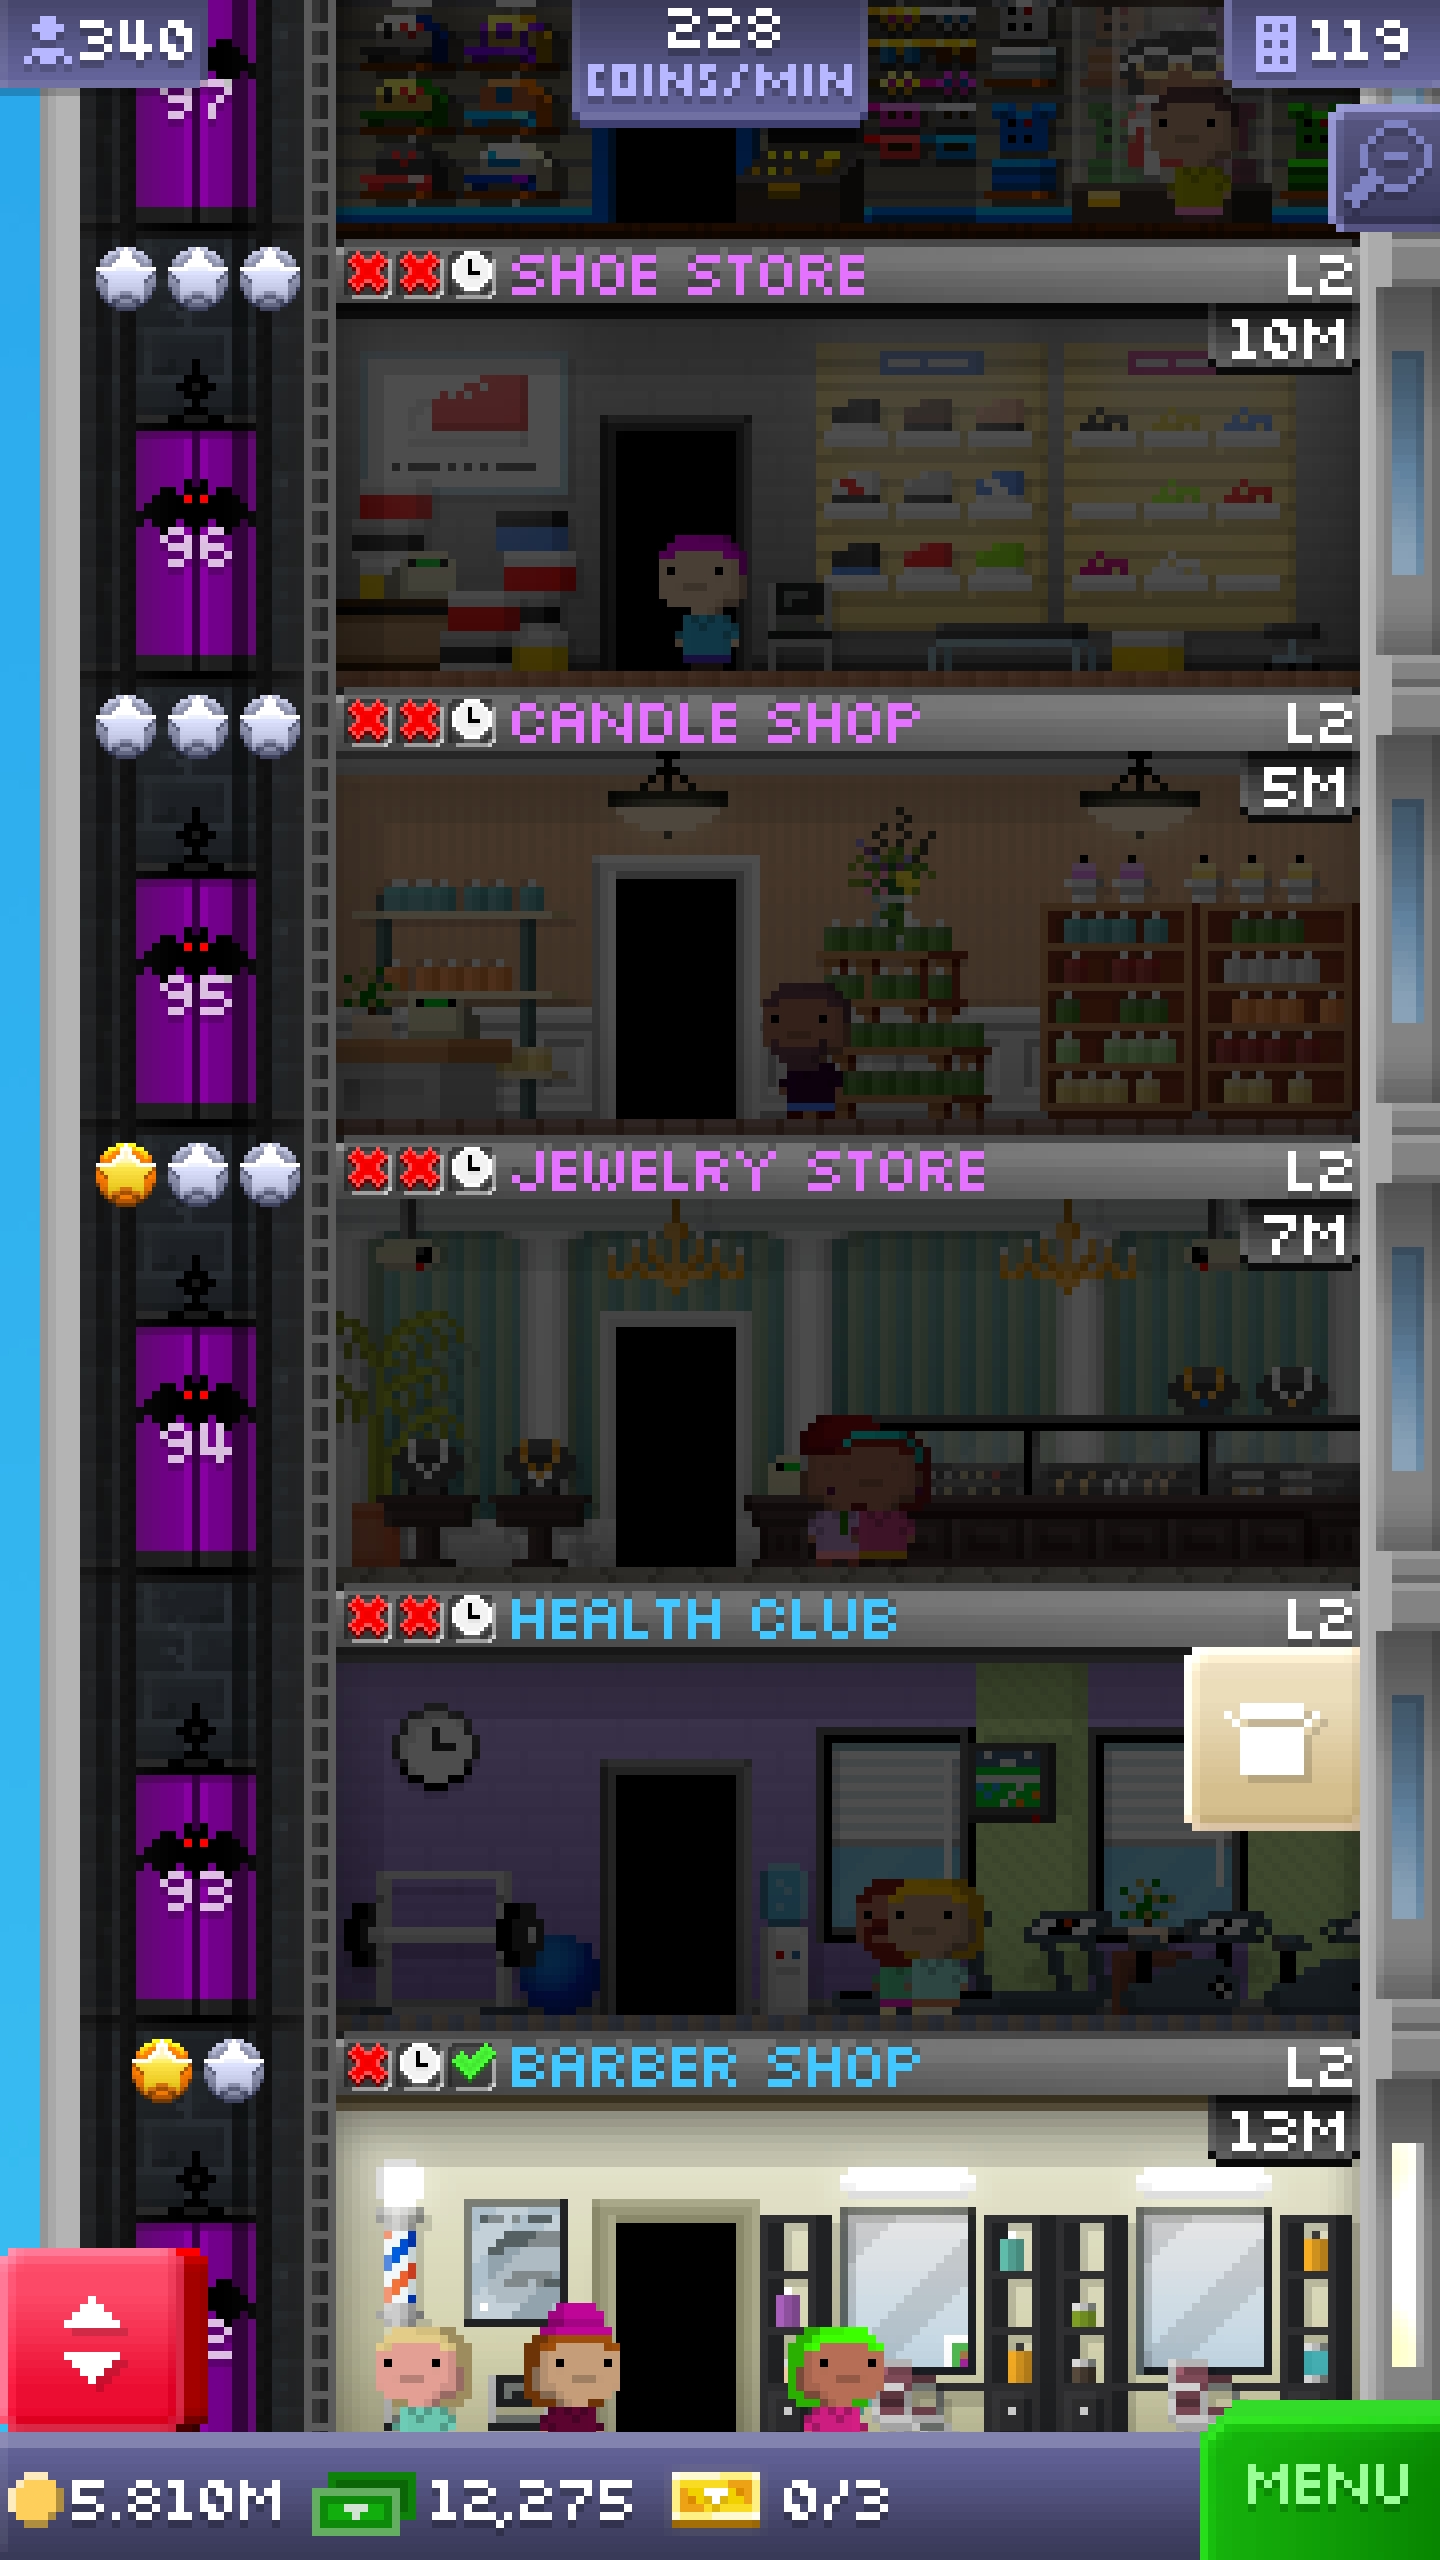 340
228
COINS/MIN
119
97
SHOE STORE L2
10M
96
CANDLE SHOP L2
5M
95
JEWELRY STORE L2
7M
94
HEALTH CLUB L2
93
BARBER SHOP L2
13M
5.810M 12,275 0/3 MENU